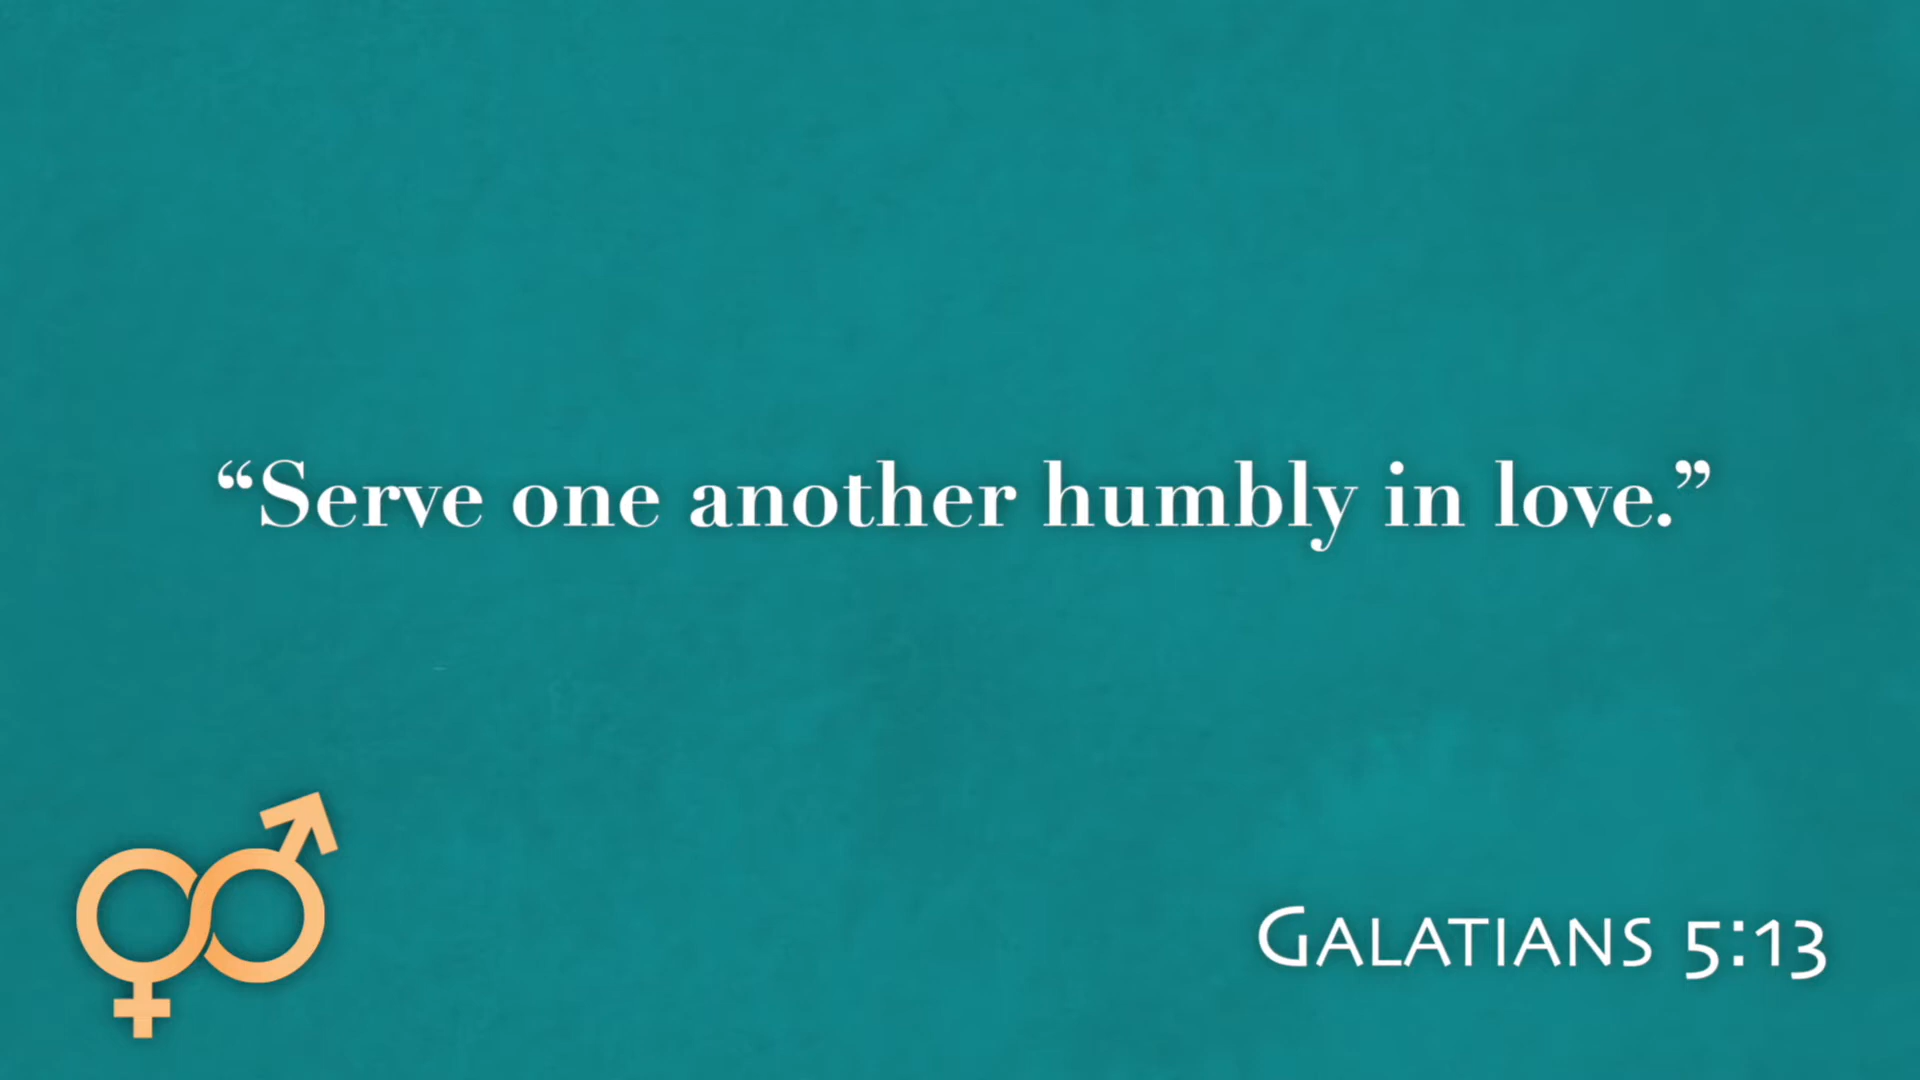 “Serve one another humbly in love.”
Galatians 5:13